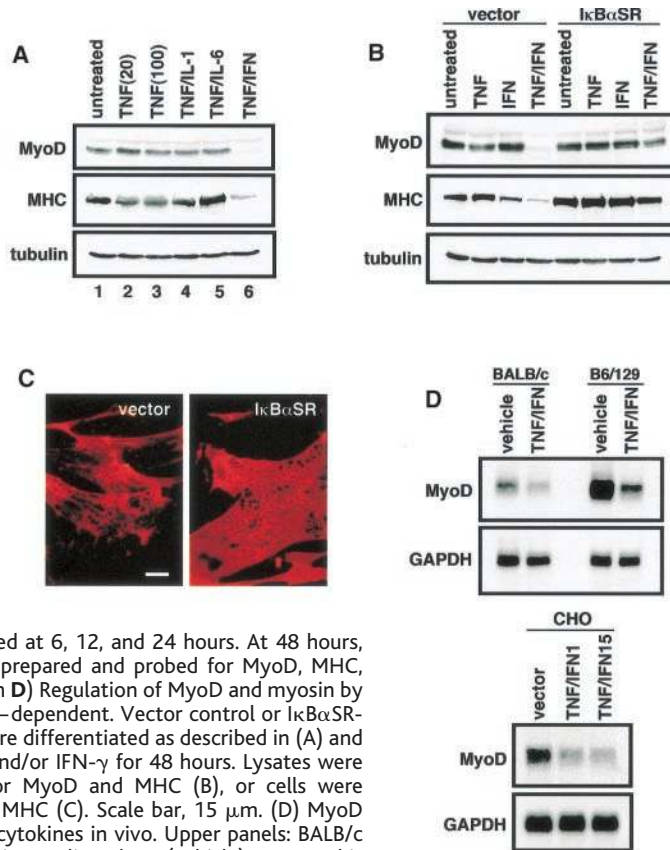 A
untreated
TNF(20)
TNF(100)
TNF/IL-1
TNF/IL-6
TNF/IFN
MyoD
MHC
tubulin
1 2 3 4 5 6
B
vector IκBαSR
untreated
TNF
IFN
TNF/IFN
untreated
TNF
IFN
TNF/IFN
MyoD
MHC
tubulin
C
vector IκBαSR
D
BALB/c B6/129
vehicle
TNF/IFN
vehicle
TNF/IFN
MyoD
GAPDH
CHO
vector
TNF/IFN1
TNF/IFN15
MyoD
GAPDH
ed at 6, 12, and 24 hours. At 48 hours,
prepared and probed for MyoD, MHC,
D) Regulation of MyoD and myosin by
–dependent. Vector control or IκBαSR-
re differentiated as described in (A) and
nd/or IFN-γ for 48 hours. Lysates were
or MyoD and MHC (B), or cells were
MHC (C). Scale bar, 15 μm. (D) MyoD
cytokines in vivo. Upper panels: BALB/c